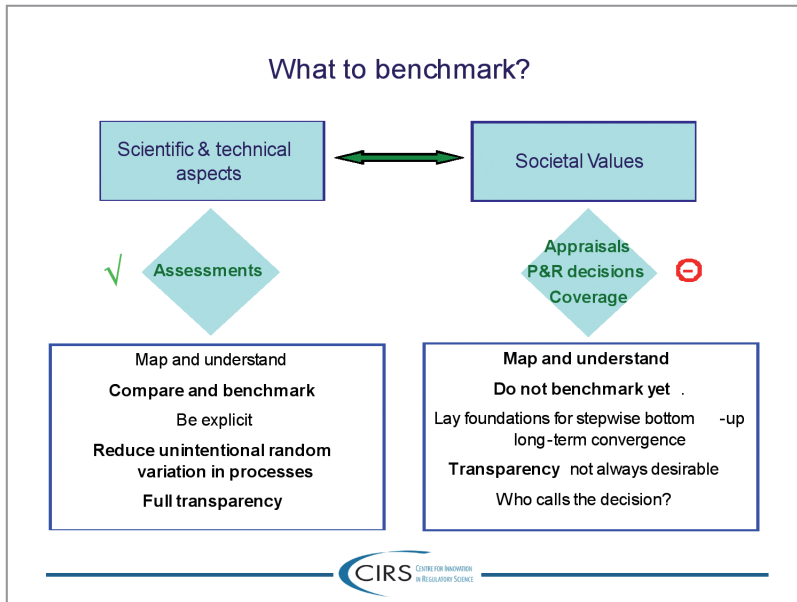 What to benchmark?
Scientific & technical
aspects
Societal Values
√
Assessments
Appraisals
P&R decisions
Coverage
Map and understand
Compare and benchmark
Be explicit
Reduce unintentional random
variation in processes
Full transparency
Map and understand
Do not benchmark yet .
Lay foundations for stepwise bottom -up
long-term convergence
Transparency not always desirable
Who calls the decision?
CIRS
CENTRE FOR INNOVATION
IN REGULATORY SCIENCE